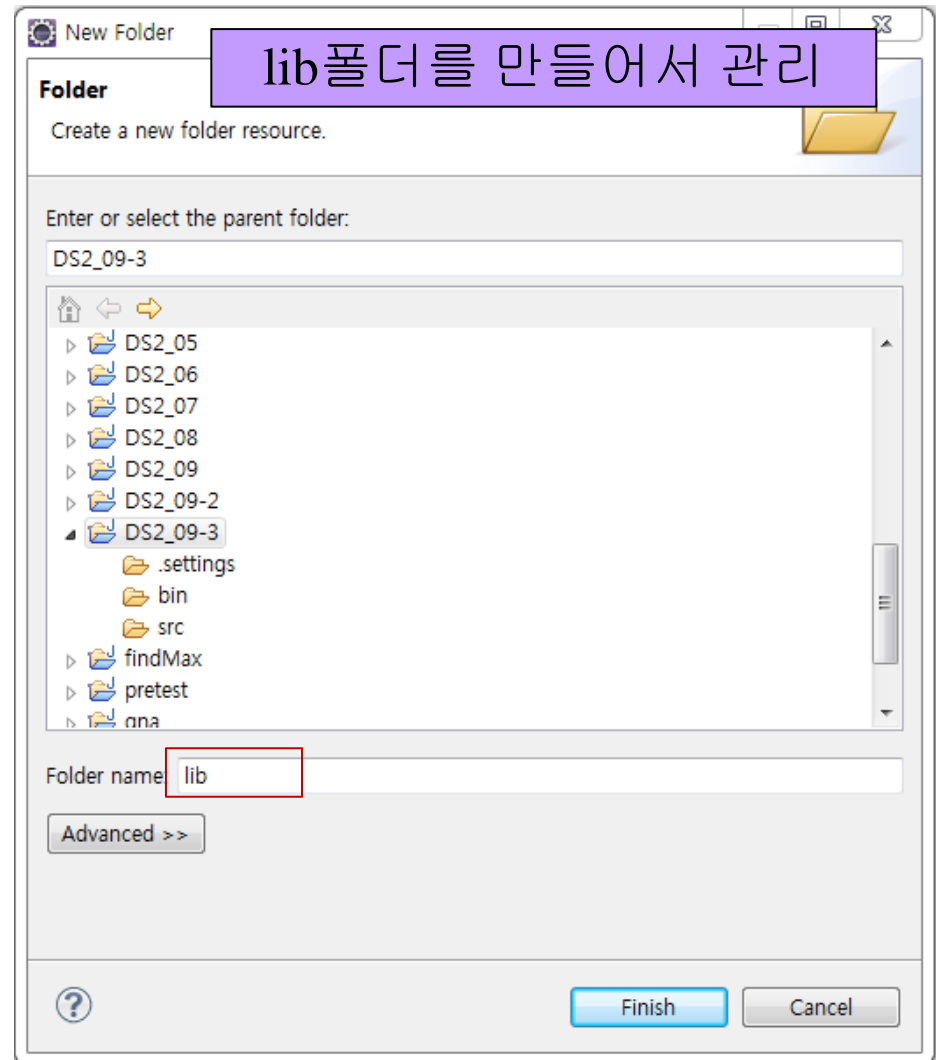 New Folder
lib폴더를 만들어서 관리
Folder
Create a new folder resource.
Enter or select the parent folder:
DS2_09-3
DS2_05
DS2_06
DS2_07
DS2_08
DS2_09
DS2_09-2
DS2_09-3
.settings
bin
src
findMax
pretest
qna
Folder name: lib
Advanced >>
Finish
Cancel